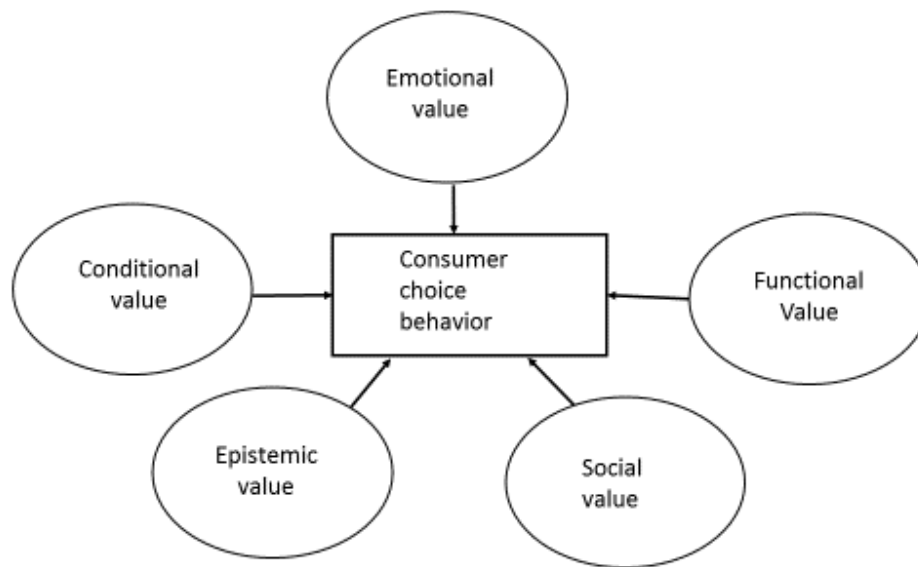 Emotional
value
Conditional
value
Consumer
choice
behavior
Functional
Value
Epistemic
value
Social
value